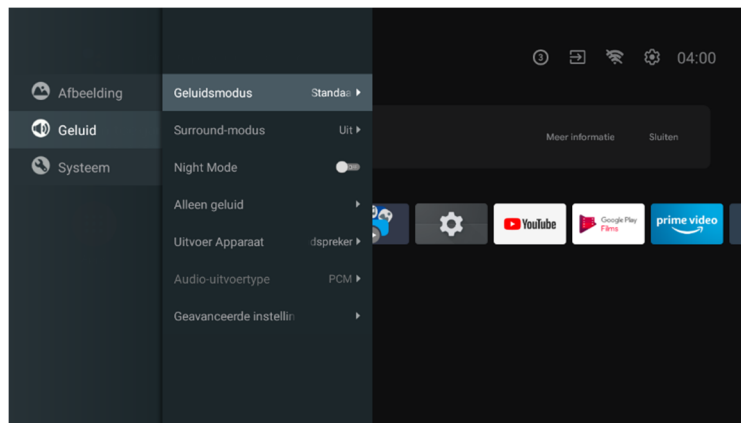 3
04:00
Afbeelding
Geluid
Systeem
Geluidsmodus Standaa
Surround-modus Uit
Night Mode
Alleen geluid
Uitvoer Apparaat dspreker
Audio-uitvoertype PCM
Geavanceerde instellin
Meer informatie Sluiten
YouTube
Google Play
Films
prime video